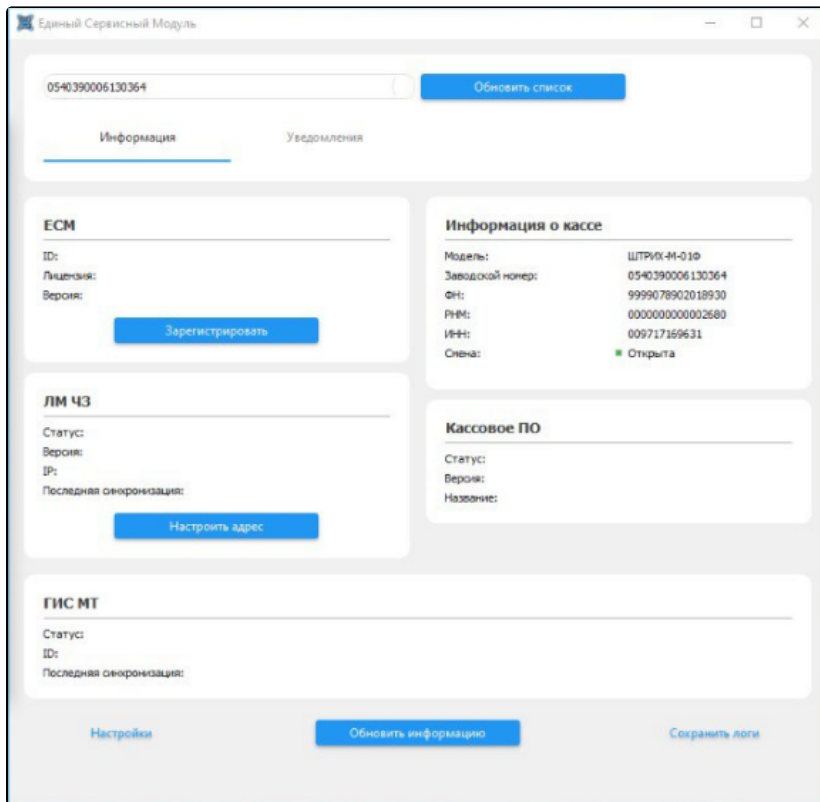 Единый Сервисный Модуль
0540390006130364
Обновить список
Информация
Уведомления
ЕСМ
ID:
Лицензия:
Версия:
Зарегистрировать
Информация о кассе
Модель: ШТРИХ-М-01Ф
Заводской номер: 0540390006130364
ФН: 9999078902018930
РНМ: 0000000000002680
ИНН: 009717169631
Смена: Открыта
ЛМ ЧЗ
Статус:
Версия:
IP:
Последняя синхронизация:
Настроить адрес
Кассовое ПО
Статус:
Версия:
Название:
ГИС МТ
Статус:
ID:
Последняя синхронизация:
Настройки
Обновить информацию
Сохранить логи